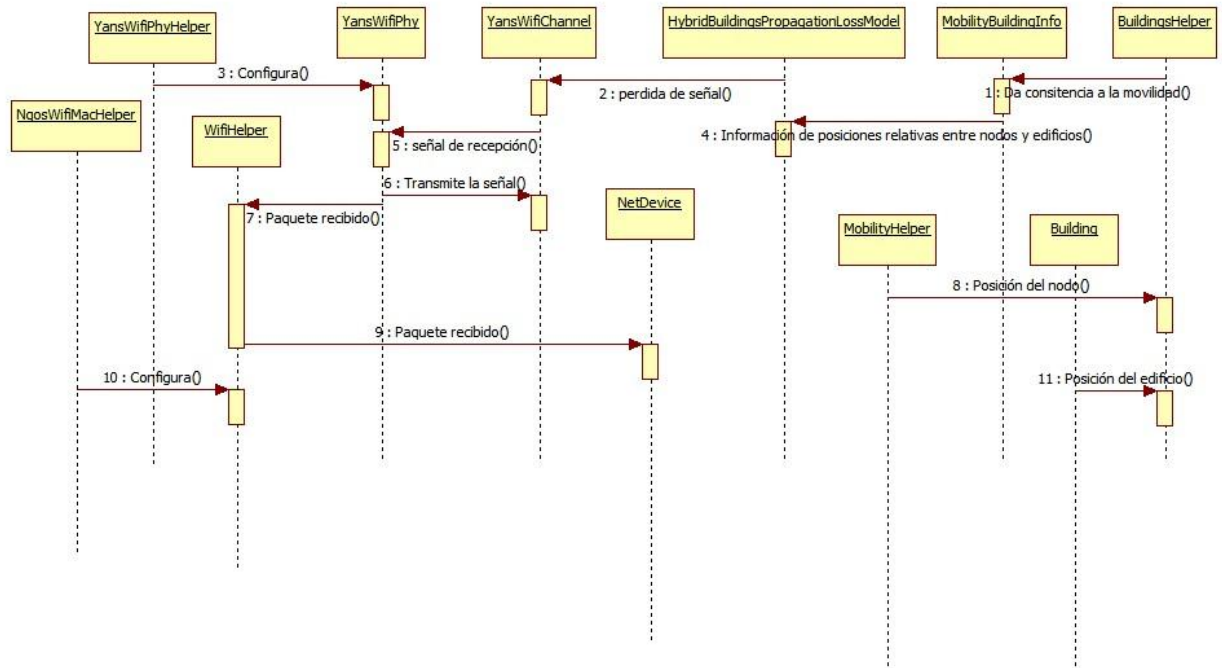 YansWifiPhyHelper
YansWifiPhy
YansWifiChannel
HybridBuildingsPropagationLossModel
MobilityBuildingInfo
BuildingsHelper
3 : Configura()
2 : perdida de señal()
1 : Da consitencia a la movilidad()
NqosWifiMacHelper
WifiHelper
4 : Información de posiciones relativas entre nodos y edificios()
5 : señal de recepción()
6 : Transmite la señal()
7 : Paquete recibido()
NetDevice
MobilityHelper
Building
8 : Posición del nodo()
9 : Paquete recibido()
10 : Configura()
11 : Posición del edificio()